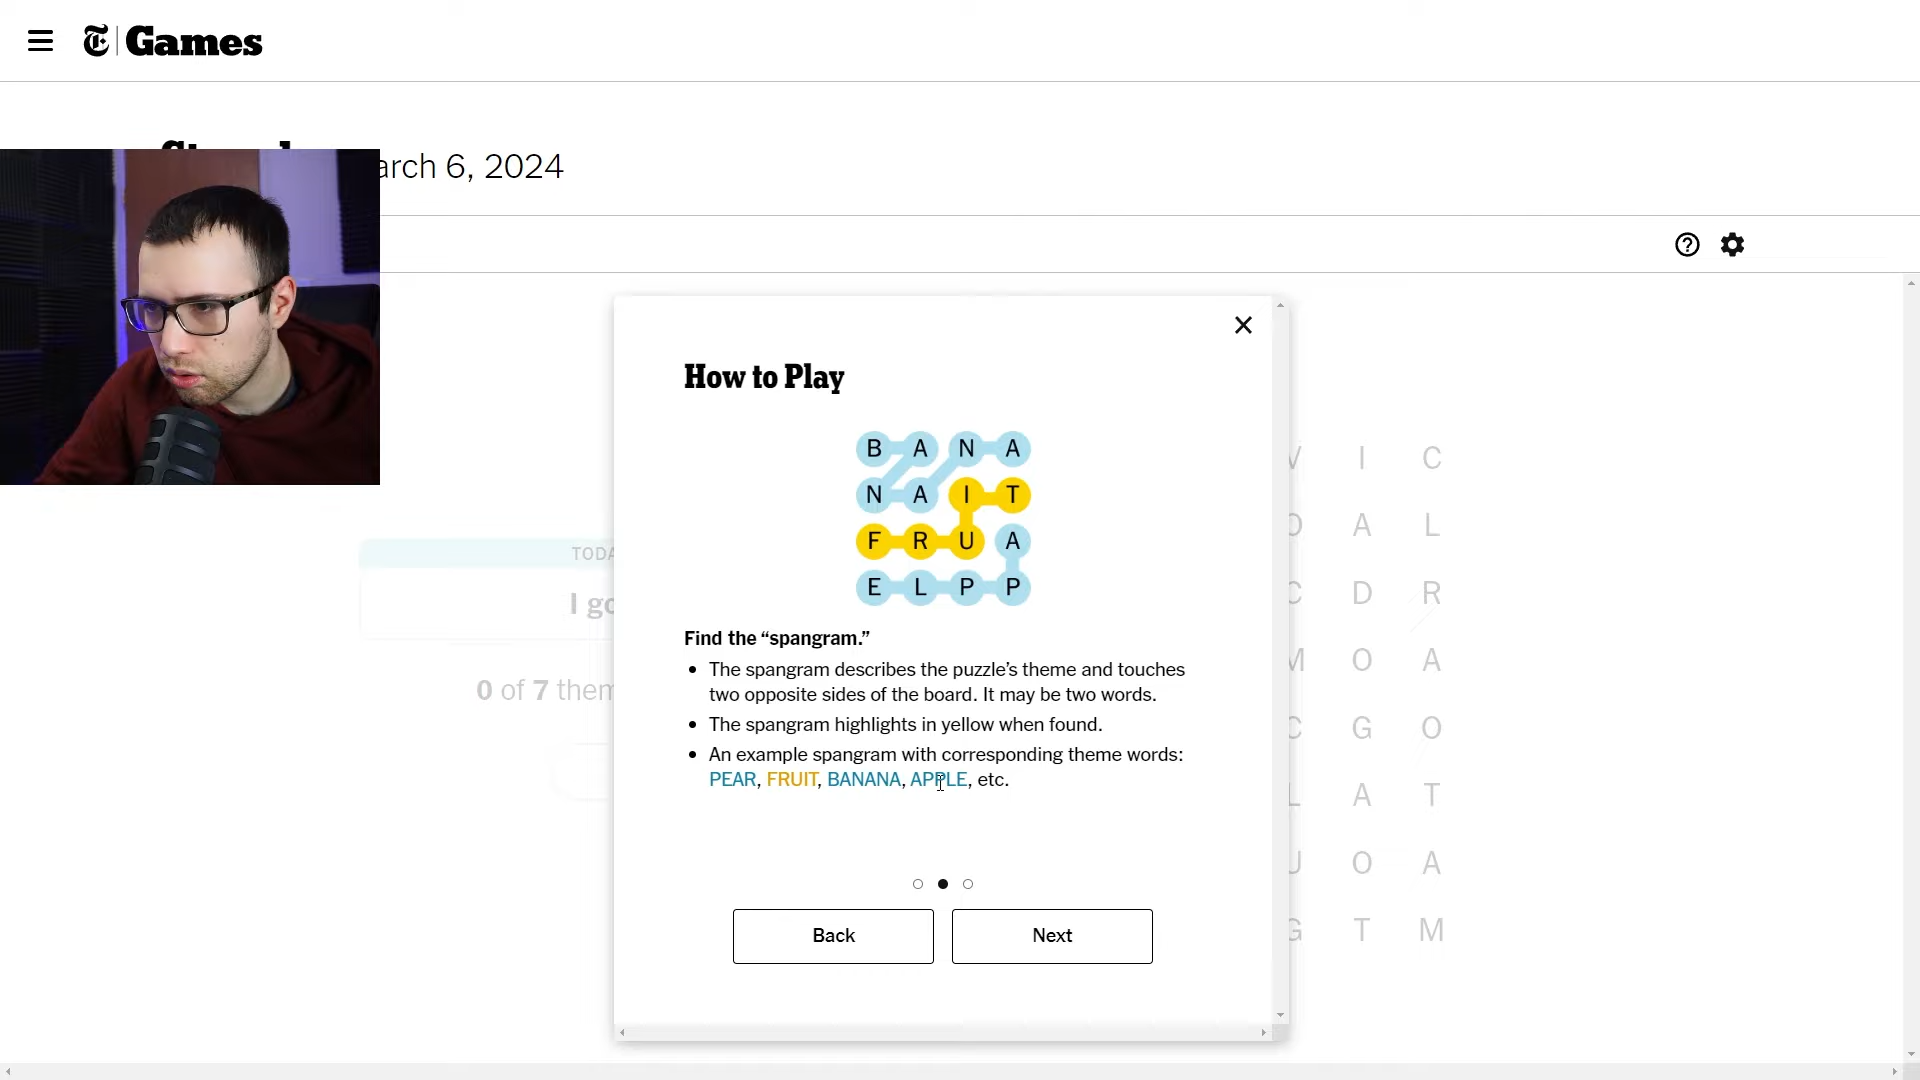 Games
arch 6, 2024
How to Play
B A N A
N A I T
F R U A
E L P P
Find the “spangram.”
• The spangram describes the puzzle’s theme and touches
two opposite sides of the board. It may be two words.
• The spangram highlights in yellow when found.
• An example spangram with corresponding theme words:
PEAR, FRUIT, BANANA, APPLE, etc.
Back
Next
TODA
I go
0 of 7 them
V I C
O A L
C D R
M O A
C G O
L A T
U O A
G T M